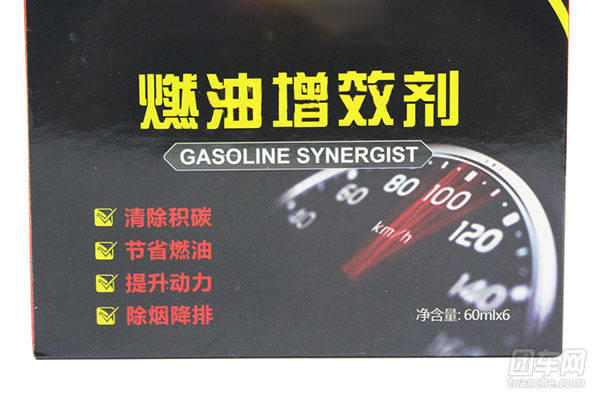 燃油增效剂
GASOLINE SYNERGIST
清除积碳
节省燃油
提升动力
除烟降排
40 60 80 100 120 140
km/h
净含量: 60mlx6
团车网
tuanche.com